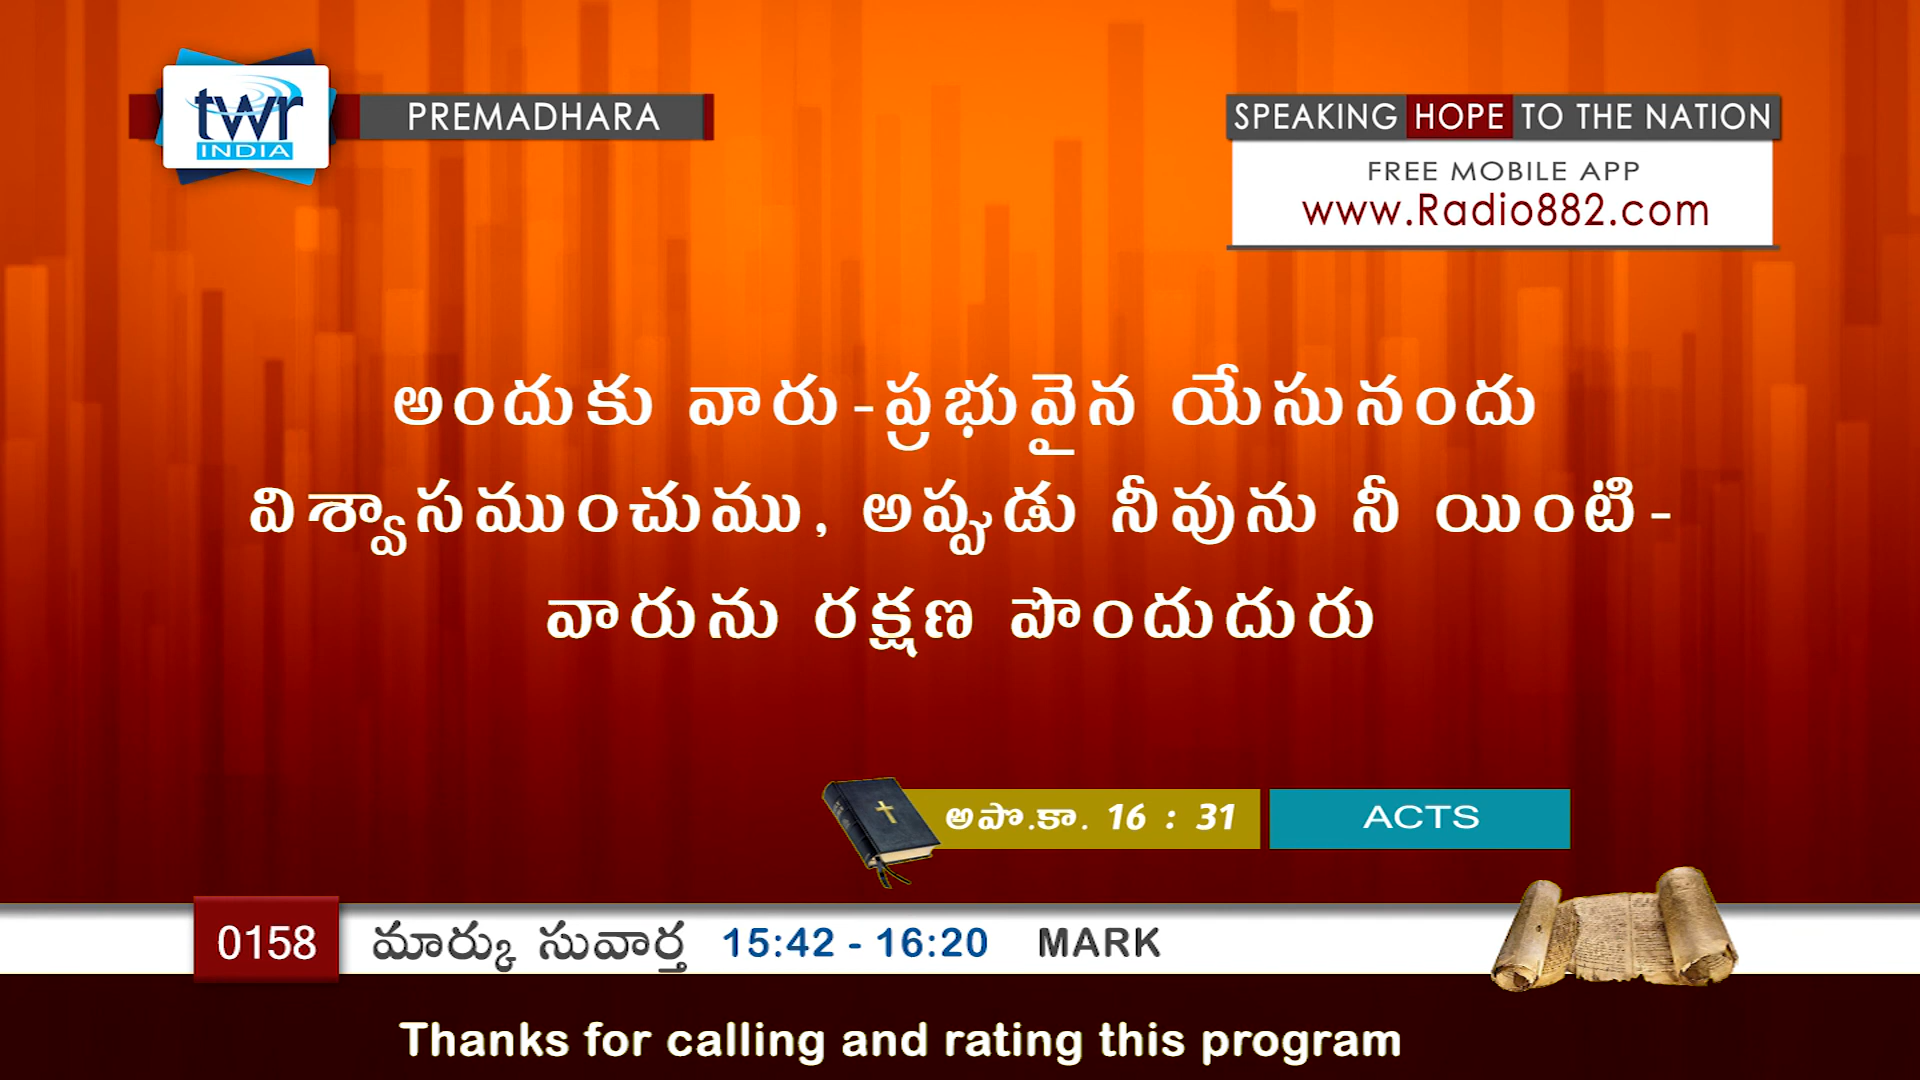 twr
INDIA
PREMADHARA
SPEAKING HOPE TO THE NATION
FREE MOBILE APP
www.Radio882.com
అందుకు వారు-ప్రభువైన యేసునందు
విశ్వాసముంచుము, అప్పుడు నీవును నీ యింటి-
వారును రక్షణ పొందుదురు
అపొ.కా. 16 : 31
ACTS
0158 మార్కు సువార్త 15:42 - 16:20 MARK
Thanks for calling and rating this program